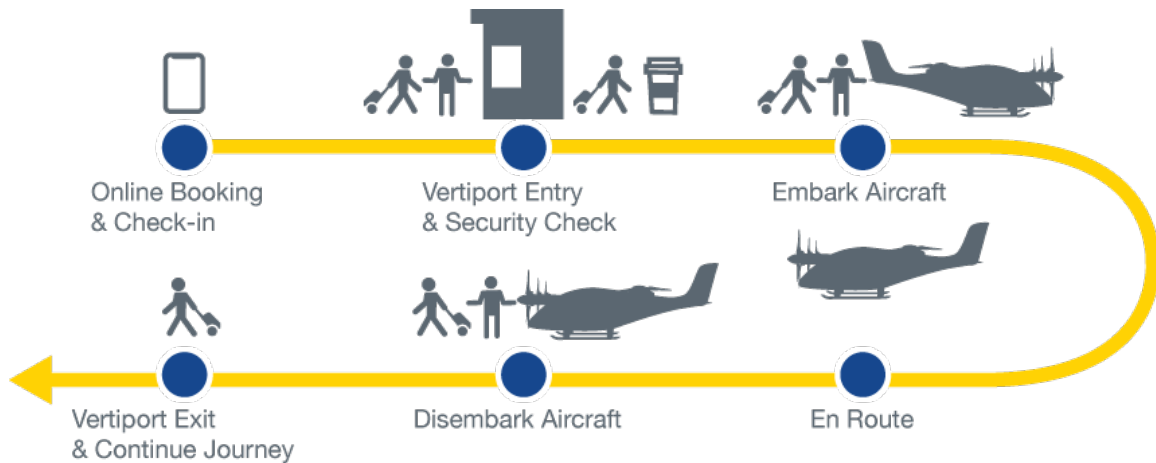 Online Booking
& Check-in
Vertiport Entry
& Security Check
Embark Aircraft
En Route
Disembark Aircraft
Vertiport Exit
& Continue Journey